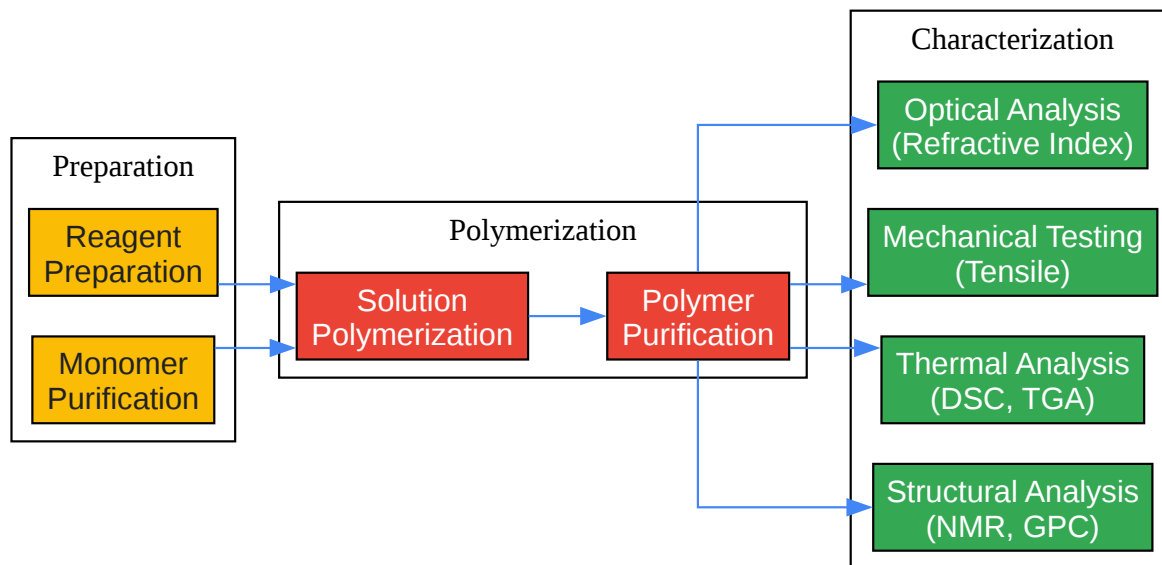 Preparation
Reagent
Preparation
Monomer
Purification
Polymerization
Solution
Polymerization
Polymer
Purification
Characterization
Optical Analysis
(Refractive Index)
Mechanical Testing
(Tensile)
Thermal Analysis
(DSC, TGA)
Structural Analysis
(NMR, GPC)